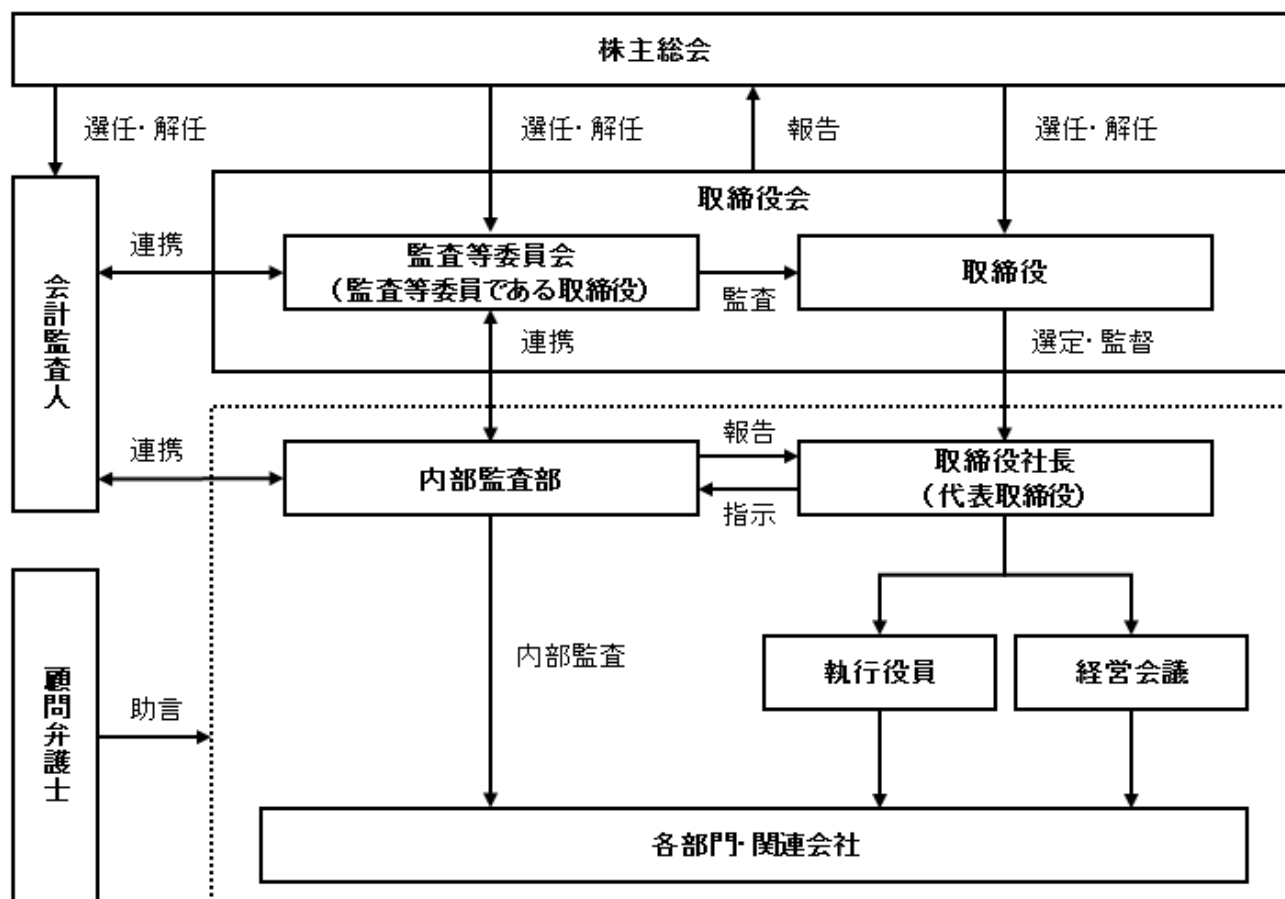 株主総会
選任・解任
選任・解任
報告
選任・解任
取締役会
連携
監査等委員会
（監査等委員である取締役）
監査
取締役
会計監査人
連携
選定・監督
連携
内部監査部
報告
指示
取締役社長
（代表取締役）
顧問弁護士
助言
内部監査
執行役員
経営会議
各部門・関連会社